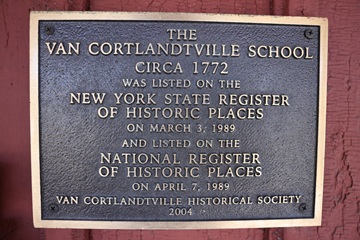 THE
VAN CORTLANDTVILLE SCHOOL
CIRCA 1772
WAS LISTED ON THE
NEW YORK STATE REGISTER
OF HISTORIC PLACES
ON MARCH 3, 1989
AND LISTED ON THE
NATIONAL REGISTER
OF HISTORIC PLACES
ON APRIL 7, 1989
VAN CORTLANDTVILLE HISTORICAL SOCIETY
2004